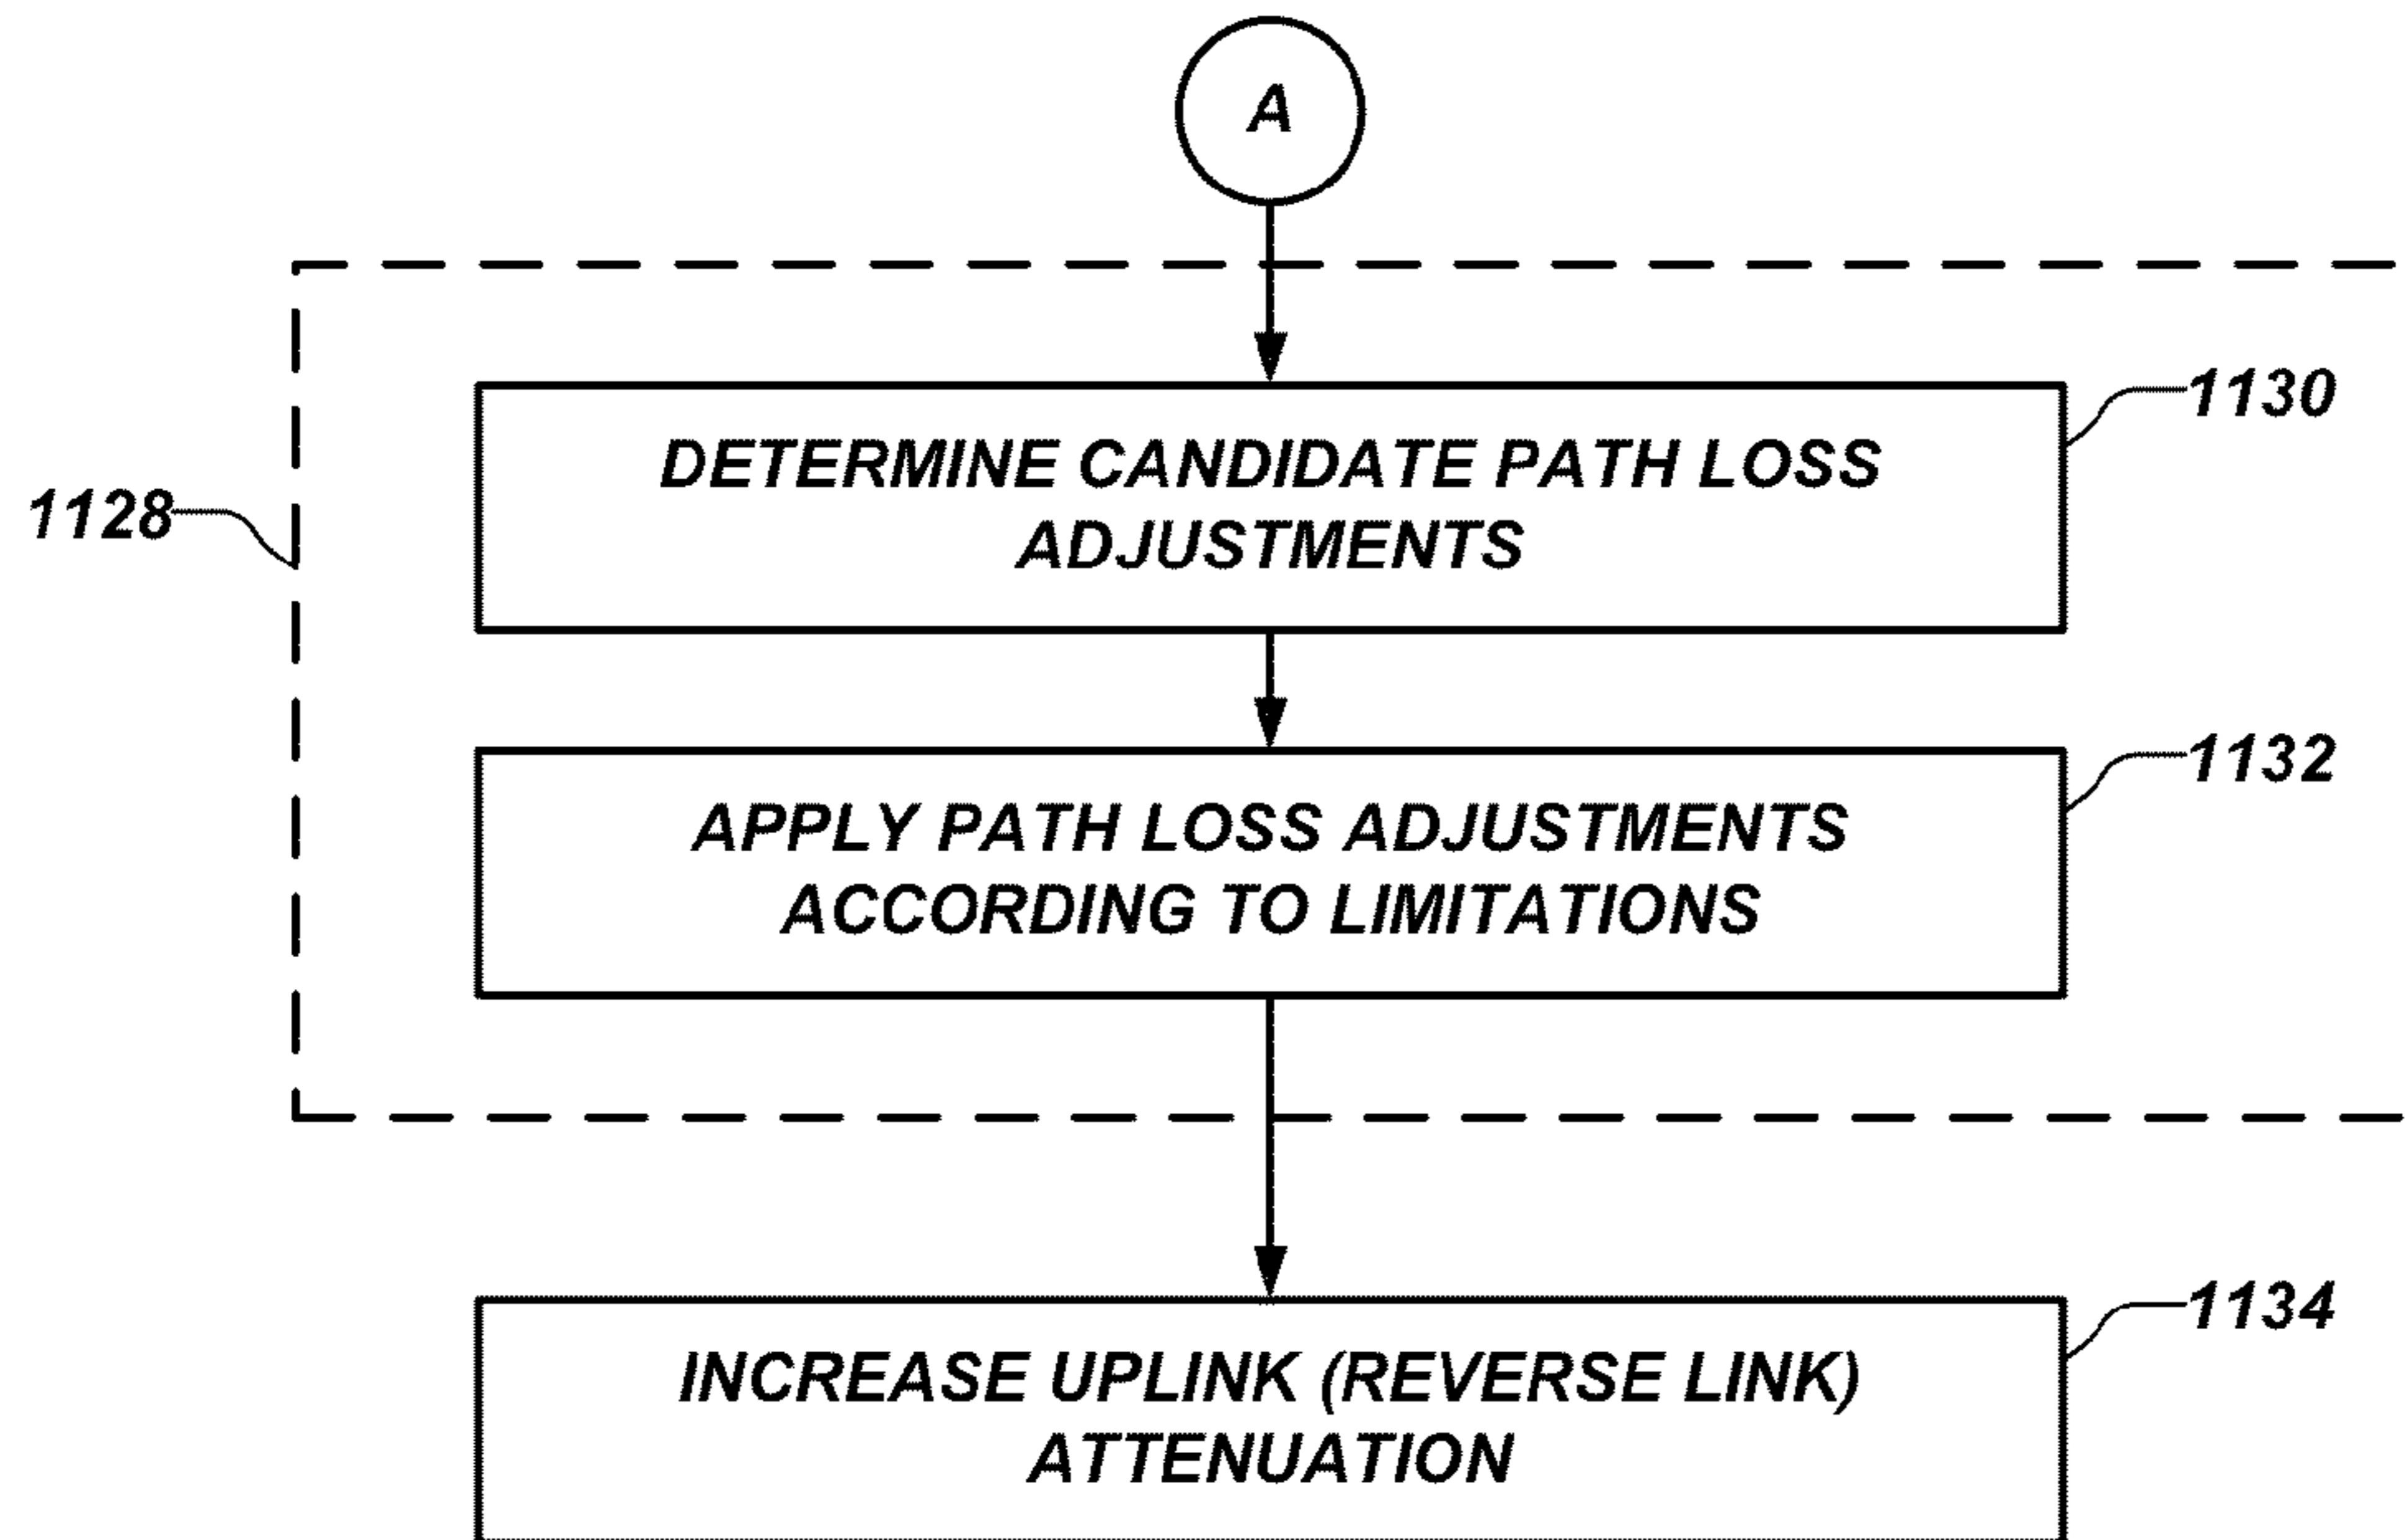 A
1130
DETERMINE CANDIDATE PATH LOSS
ADJUSTMENTS
1128
1132
APPLY PATH LOSS ADJUSTMENTS
ACCORDING TO LIMITATIONS
1134
INCREASE UPLINK (REVERSE LINK)
ATTENUATION